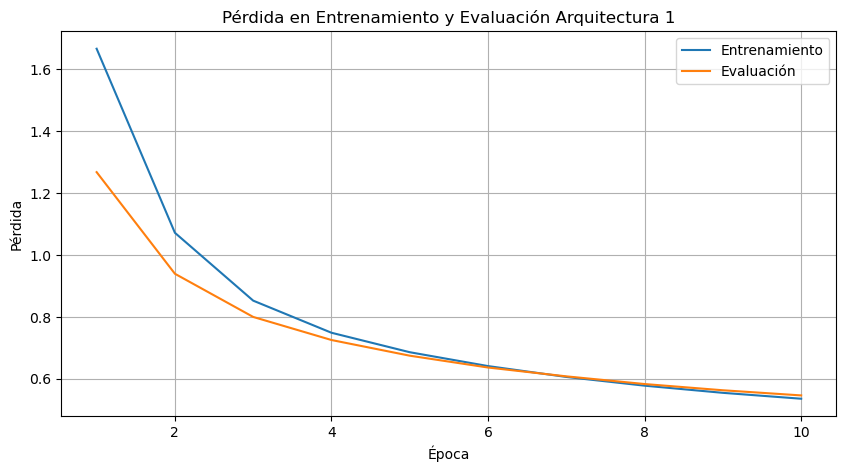 Pérdida en Entrenamiento y Evaluación Arquitectura 1
Entrenamiento
Evaluación
Pérdida
1.6
1.4
1.2
1.0
0.8
0.6
2
4
6
8
10
Época